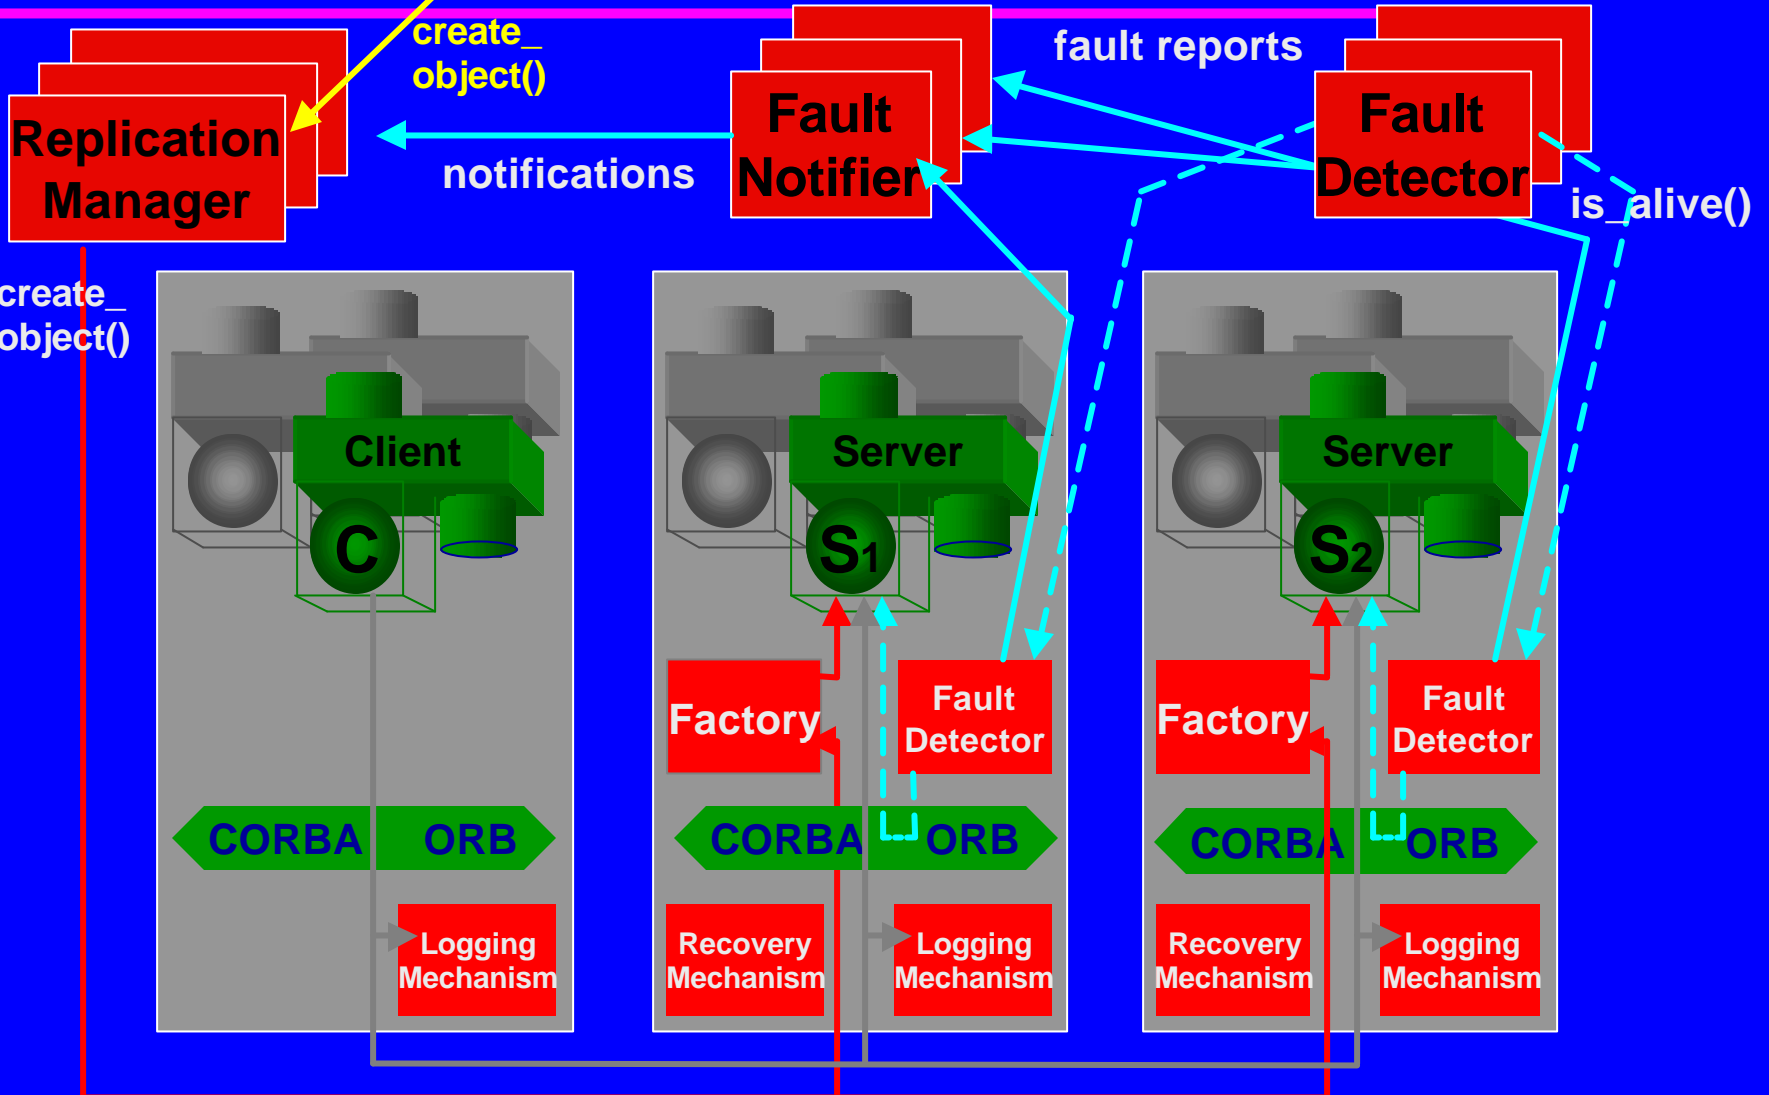 create_
object()
fault reports
Replication
Manager
notifications
Fault
Notifier
Fault
Detector
is_alive()
create_
object()
Client
C
Server
S1
Server
S2
Factory
Fault
Detector
Factory
Fault
Detector
CORBA ORB
CORBA ORB
CORBA ORB
Logging
Mechanism
Recovery
Mechanism
Logging
Mechanism
Recovery
Mechanism
Logging
Mechanism